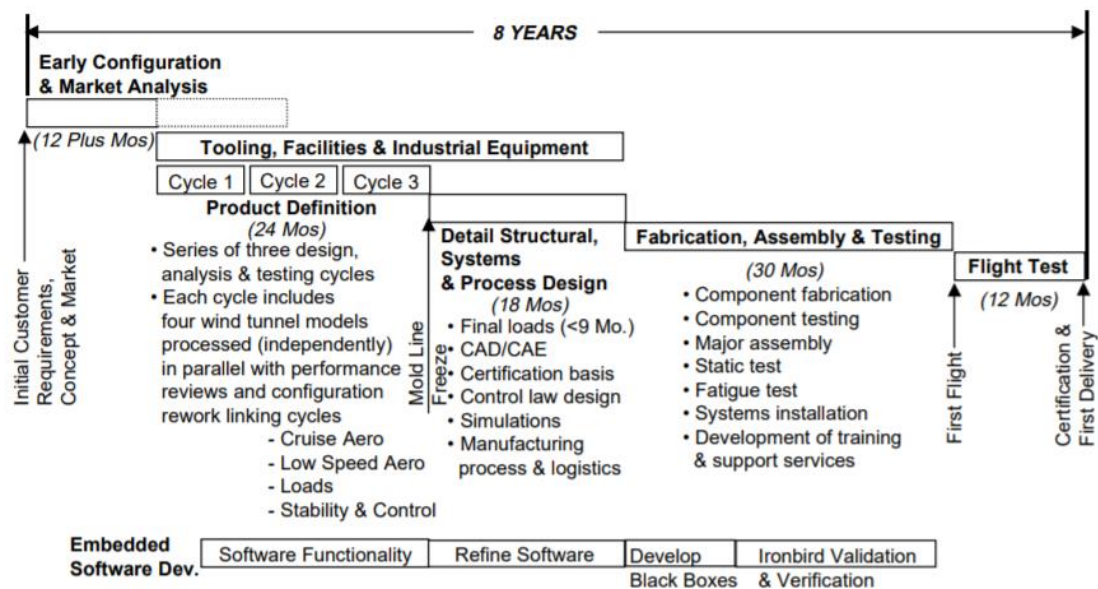 8 YEARS
Early Configuration
& Market Analysis
(12 Plus Mos)
Tooling, Facilities & Industrial Equipment
Cycle 1
Cycle 2
Cycle 3
Product Definition
(24 Mos)
• Series of three design,
analysis & testing cycles
• Each cycle includes
four wind tunnel models
processed (independently)
in parallel with performance
reviews and configuration
rework linking cycles
- Cruise Aero
- Low Speed Aero
- Loads
- Stability & Control
Initial Customer
Requirements,
Concept & Market
Mold Line
Freeze
Detail Structural,
Systems
& Process Design
(18 Mos)
• Final loads (<9 Mo.)
• CAD/CAE
• Certification basis
• Control law design
• Simulations
• Manufacturing
process & logistics
Fabrication, Assembly & Testing
(30 Mos)
• Component fabrication
• Component testing
• Major assembly
• Static test
• Fatigue test
• Systems installation
• Development of training
& support services
First Flight
Flight Test
(12 Mos)
Certification &
First Delivery
Embedded
Software Dev.
Software Functionality
Refine Software
Develop
Black Boxes
Ironbird Validation
& Verification